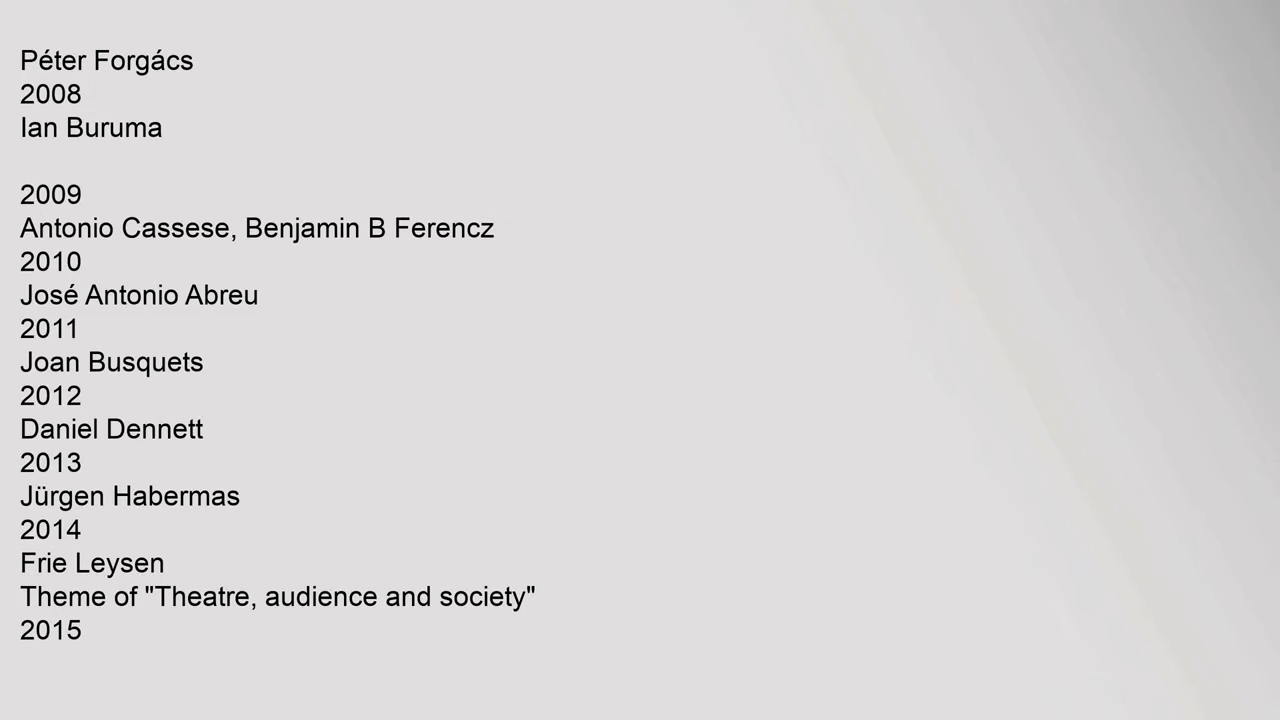 Péter Forgács
2008
Ian Buruma
2009
Antonio Cassese, Benjamin B Ferencz
2010
José Antonio Abreu
2011
Joan Busquets
2012
Daniel Dennett
2013
Jürgen Habermas
2014
Frie Leysen
Theme of "Theatre, audience and society"
2015